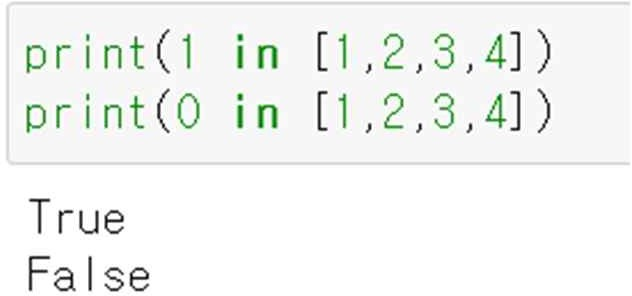 print(1 in [1,2,3,4])
print(0 in [1,2,3,4])
True
False